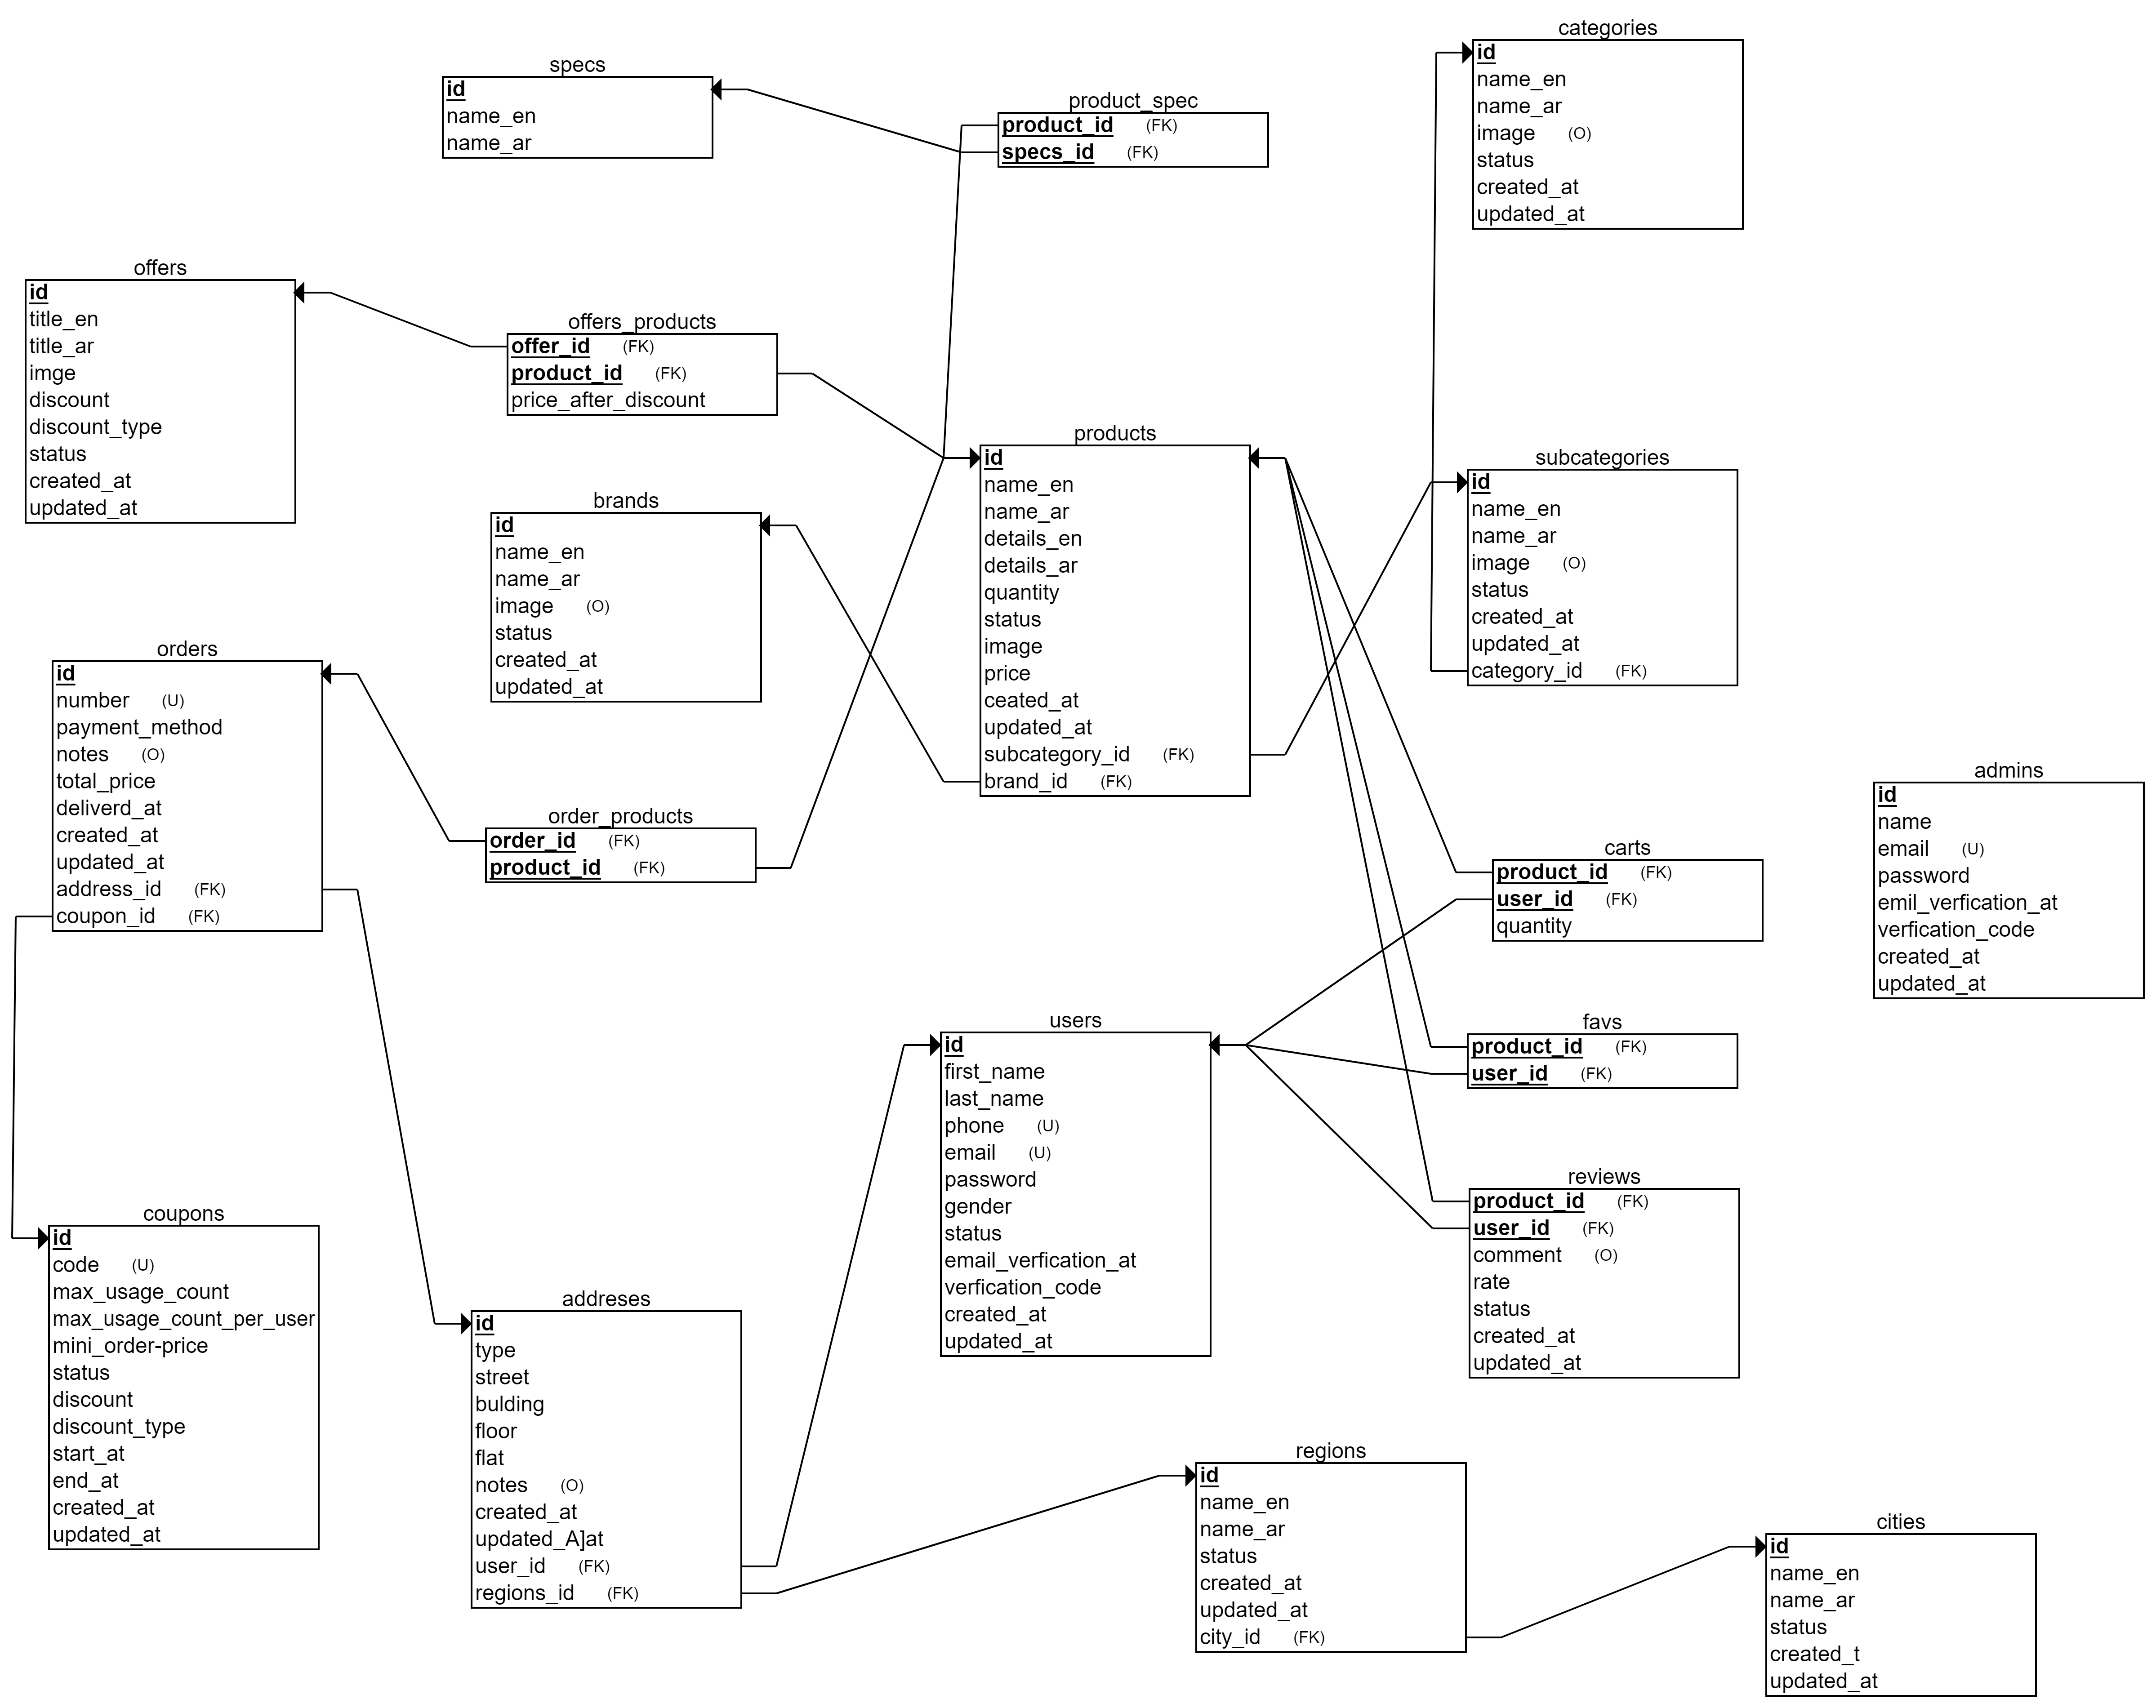 categories
id
name_en
name_ar
image (O)
status
created_at
updated_at
specs
id
name_en
name_ar
product_spec
product_id (FK)
specs_id (FK)
offers
id
title_en
title_ar
imge
discount
discount_type
status
created_at
updated_at
offers_products
offer_id (FK)
product_id (FK)
price_after_discount
products
id
name_en
name_ar
details_en
details_ar
quantity
status
image
price
ceated_at
updated_at
subcategory_id (FK)
brand_id (FK)
subcategories
id
name_en
name_ar
image (O)
status
created_at
updated_at
category_id (FK)
brands
id
name_en
name_ar
image (O)
status
created_at
updated_at
orders
id
number (U)
payment_method
notes (O)
total_price
deliverd_at
created_at
updated_at
address_id (FK)
coupon_id (FK)
order_products
order_id (FK)
product_id (FK)
admins
id
name
email (U)
password
emil_verfication_at
verfication_code
created_at
updated_at
carts
product_id (FK)
user_id (FK)
quantity
users
id
first_name
last_name
phone (U)
email (U)
password
gender
status
email_verfication_at
verfication_code
created_at
updated_at
favs
product_id (FK)
user_id (FK)
reviews
product_id (FK)
user_id (FK)
comment (O)
rate
status
created_at
updated_at
coupons
id
code (U)
max_usage_count
max_usage_count_per_user
mini_order-price
status
discount
discount_type
start_at
end_at
created_at
updated_at
addreses
id
type
street
bulding
floor
flat
notes (O)
created_at
updated_A]at
user_id (FK)
regions_id (FK)
regions
id
name_en
name_ar
status
created_at
updated_at
city_id (FK)
cities
id
name_en
name_ar
status
created_t
updated_at